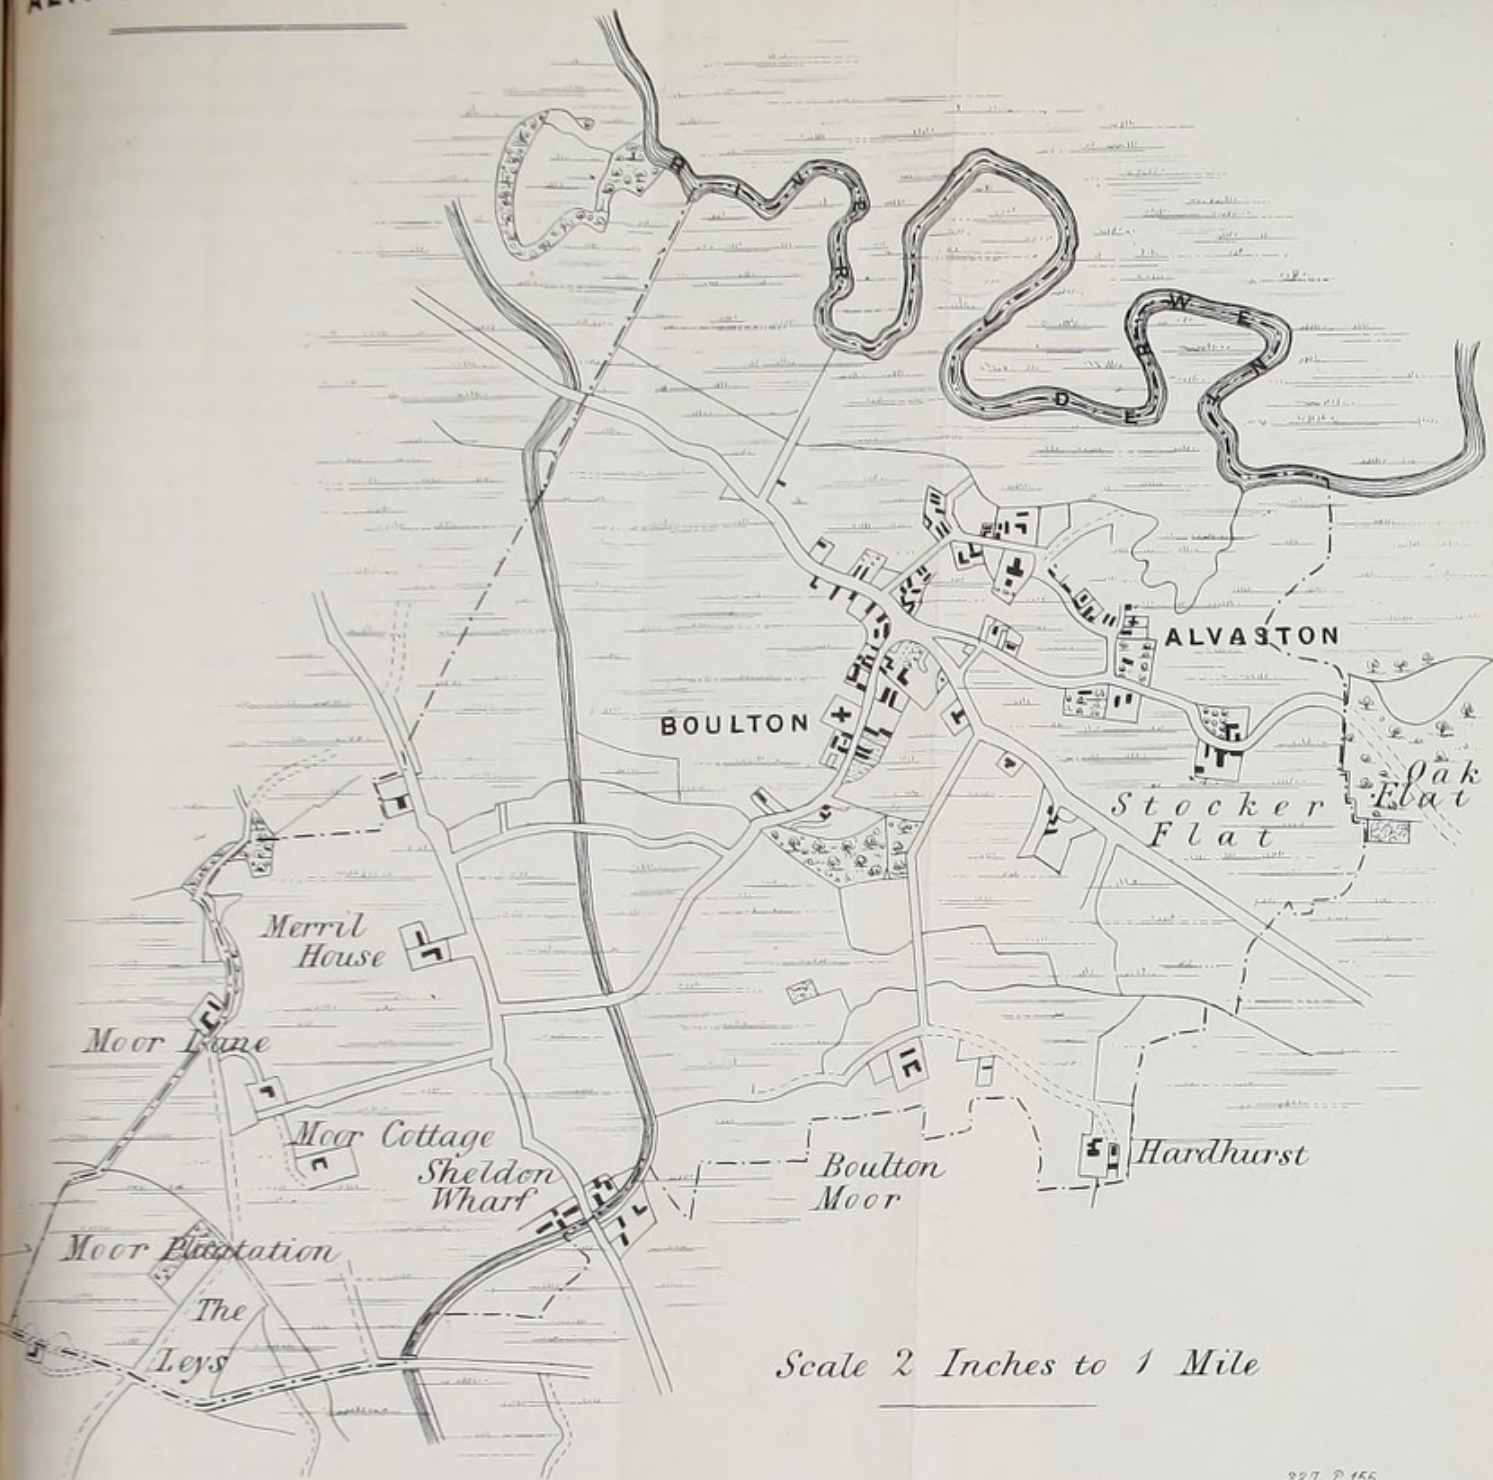 RIVER DERWENT
ALVASTON
BOULTON
Oak
Flat
Stocker
Flat
Merril
House
Moor Lane
Moor Cottage
Sheldon
Wharf
Boulton
Moor
Hardhurst
Moor Plantation
The
Leys
Scale 2 Inches to 1 Mile